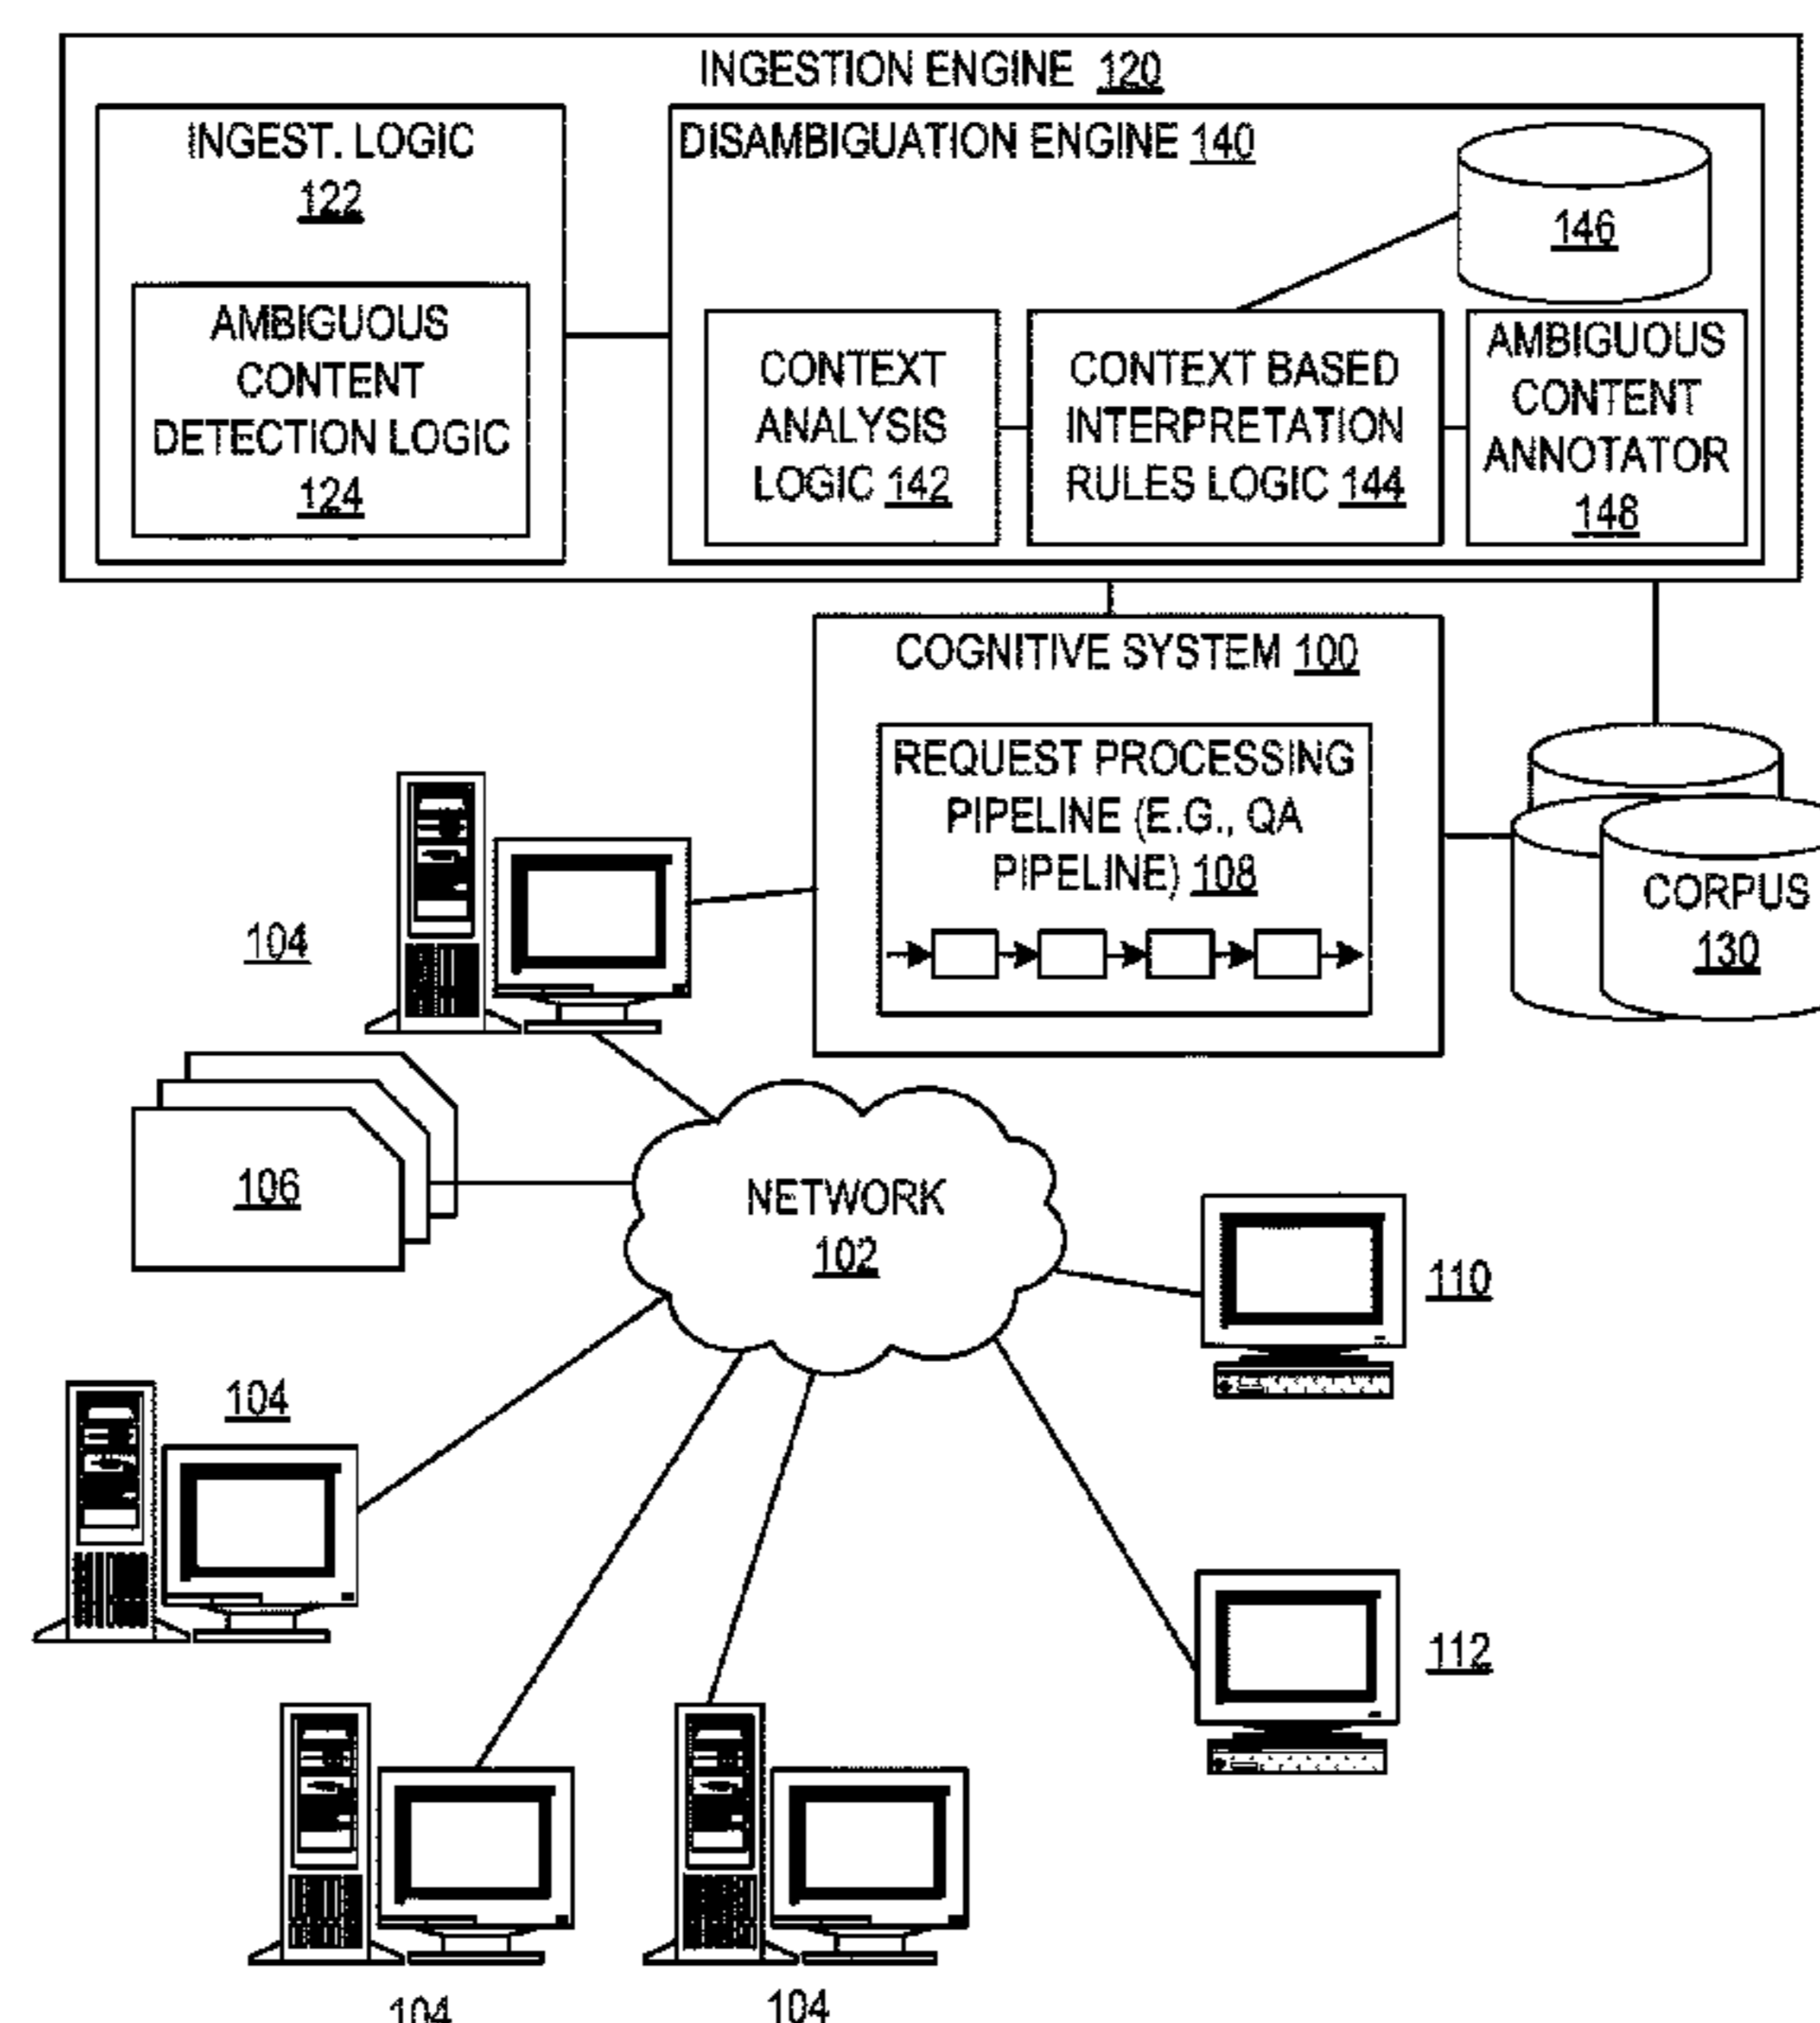 INGESTION ENGINE 120
INGEST. LOGIC
122
AMBIGUOUS
CONTENT
DETECTION LOGIC
124
DISAMBIGUATION ENGINE 140
146
CONTEXT
ANALYSIS
LOGIC 142
CONTEXT BASED
INTERPRETATION
RULES LOGIC 144
AMBIGUOUS
CONTENT
ANNOTATOR
148
COGNITIVE SYSTEM 100
REQUEST PROCESSING
PIPELINE (E.G., QA
PIPELINE) 108
CORPUS
130
104
106
NETWORK
102
110
104
112
104
104